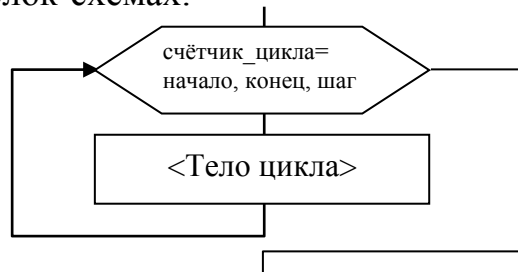 лок-схемах.
счётчик_цикла=
начало, конец, шаг
<Тело цикла>